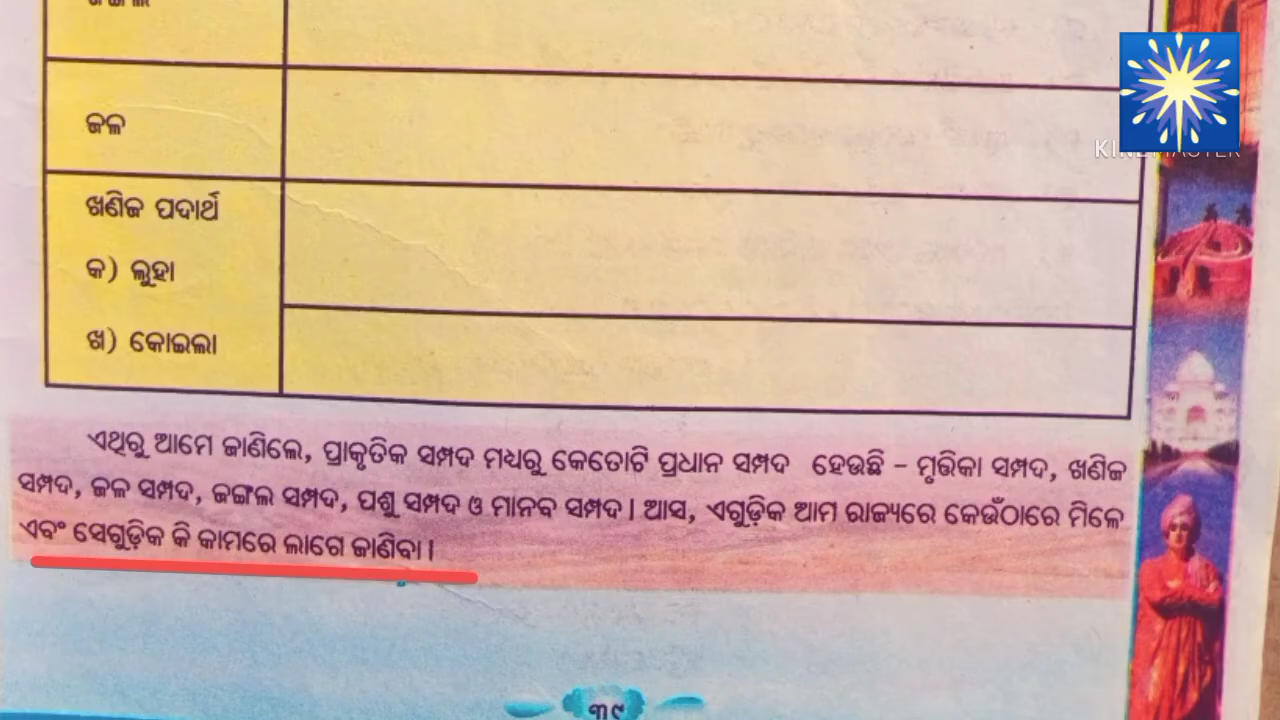 ଜଳ
ଖଣିଜ ପଦାର୍ଥ
କ) ଲୁହା
ଖ) କୋଇଲା
ଏଥିରୁ ଆମେ ଜାଣିଲେ, ପ୍ରାକୃତିକ ସମ୍ପଦ ମଧ୍ୟରୁ କେତୋଟି ପ୍ରଧାନ ସମ୍ପଦ ହେଉଛି – ମୃତ୍ତିକା ସମ୍ପଦ, ଖଣିଜ
ସମ୍ପଦ, ଜଳ ସମ୍ପଦ, ଜଙ୍ଗଲ ସମ୍ପଦ, ପଶୁ ସମ୍ପଦ ଓ ମାନବ ସମ୍ପଦ। ଆସ, ଏଗୁଡ଼ିକ ଆମ ରାଜ୍ୟରେ କେଉଁଠାରେ ମିଳେ
ଏବଂ ସେଗୁଡ଼ିକ କି କାମରେ ଲାଗେ ଜାଣିବା।
୩୯